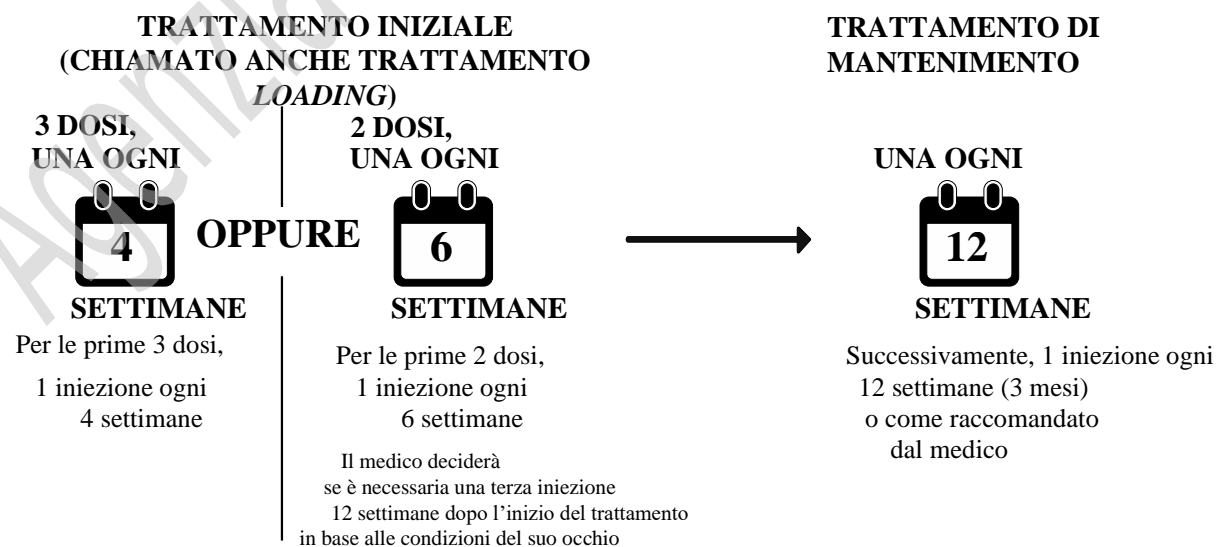 TRATTAMENTO INIZIALE
(CHIAMATO ANCHE TRATTAMENTO
LOADING)
3 DOSI,
UNA OGNI
4
SETTIMANE
Per le prime 3 dosi,
1 iniezione ogni
4 settimane
OPPURE
2 DOSI,
UNA OGNI
6
SETTIMANE
Per le prime 2 dosi,
1 iniezione ogni
6 settimane
Il medico deciderà
se è necessaria una terza iniezione
12 settimane dopo l’inizio del trattamento
in base alle condizioni del suo occhio
TRATTAMENTO DI
MANTENIMENTO
UNA OGNI
12
SETTIMANE
Successivamente, 1 iniezione ogni
12 settimane (3 mesi)
o come raccomandato
dal medico
Agenzia